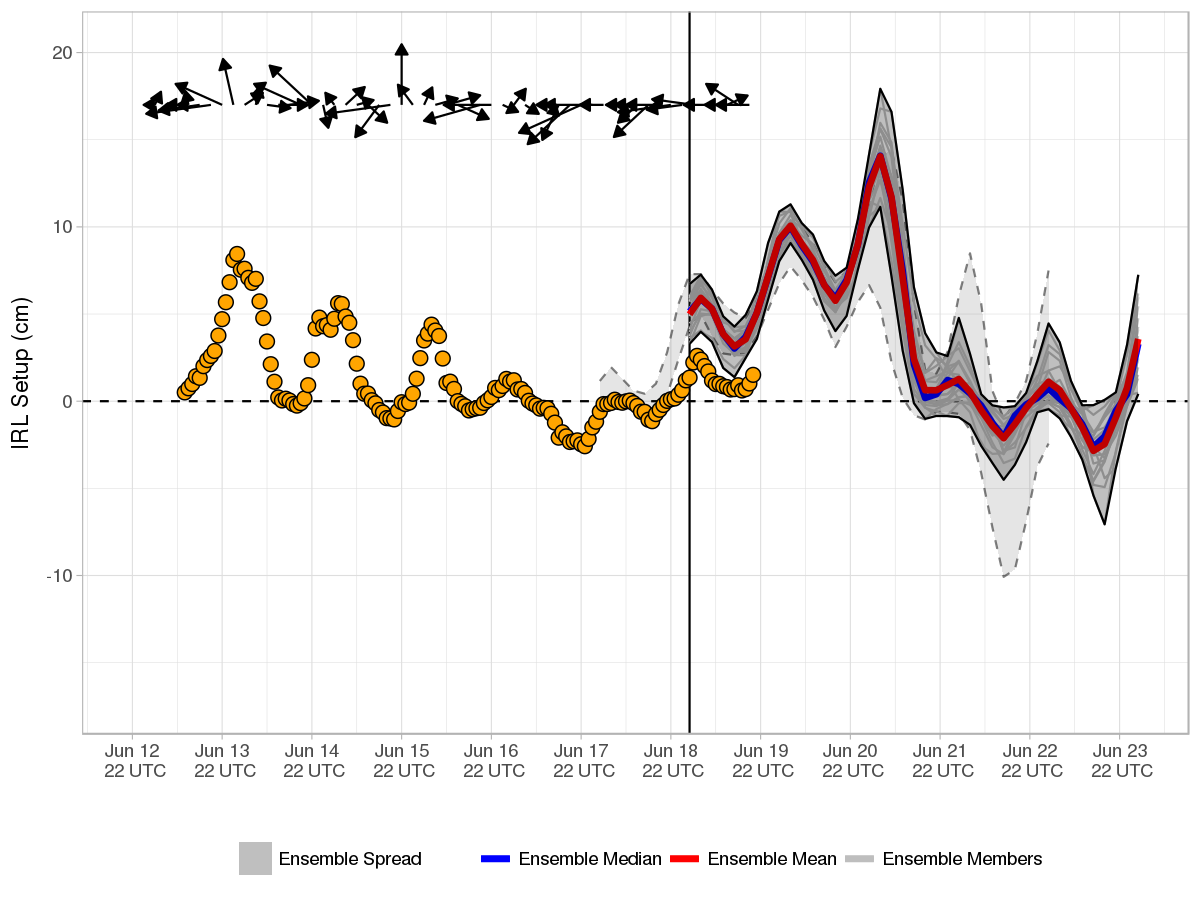 IRL Setup (cm)
20
10
0
-10
Jun 12 Jun 13 Jun 14 Jun 15 Jun 16 Jun 17 Jun 18 Jun 19 Jun 20 Jun 21 Jun 22 Jun 23
22 UTC 22 UTC 22 UTC 22 UTC 22 UTC 22 UTC 22 UTC 22 UTC 22 UTC 22 UTC 22 UTC 22 UTC
Ensemble Spread Ensemble Median Ensemble Mean Ensemble Members